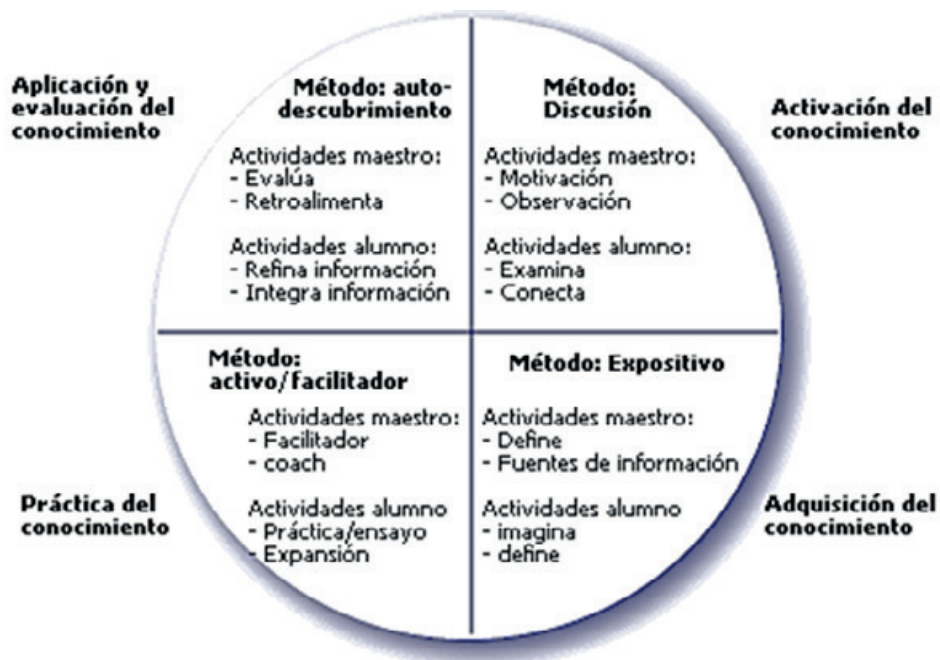 Aplicación y
evaluación del
conocimiento
Método: auto-
descubrimiento
Actividades maestro:
- Evalúa
- Retroalimenta
Actividades alumno:
- Refina información
- Integra información
Método:
Discusión
Actividades maestro:
- Motivación
- Observación
Actividades alumno:
- Examina
- Conecta
Activación del
conocimiento
Práctica del
conocimiento
Método:
activo/facilitador
Actividades maestro:
- Facilitador
- coach
Actividades alumno
- Práctica/ensayo
- Expansión
Método: Expositivo
Actividades maestro:
- Define
- Fuentes de información
Actividades alumno
- imagina
- define
Adquisición del
conocimiento